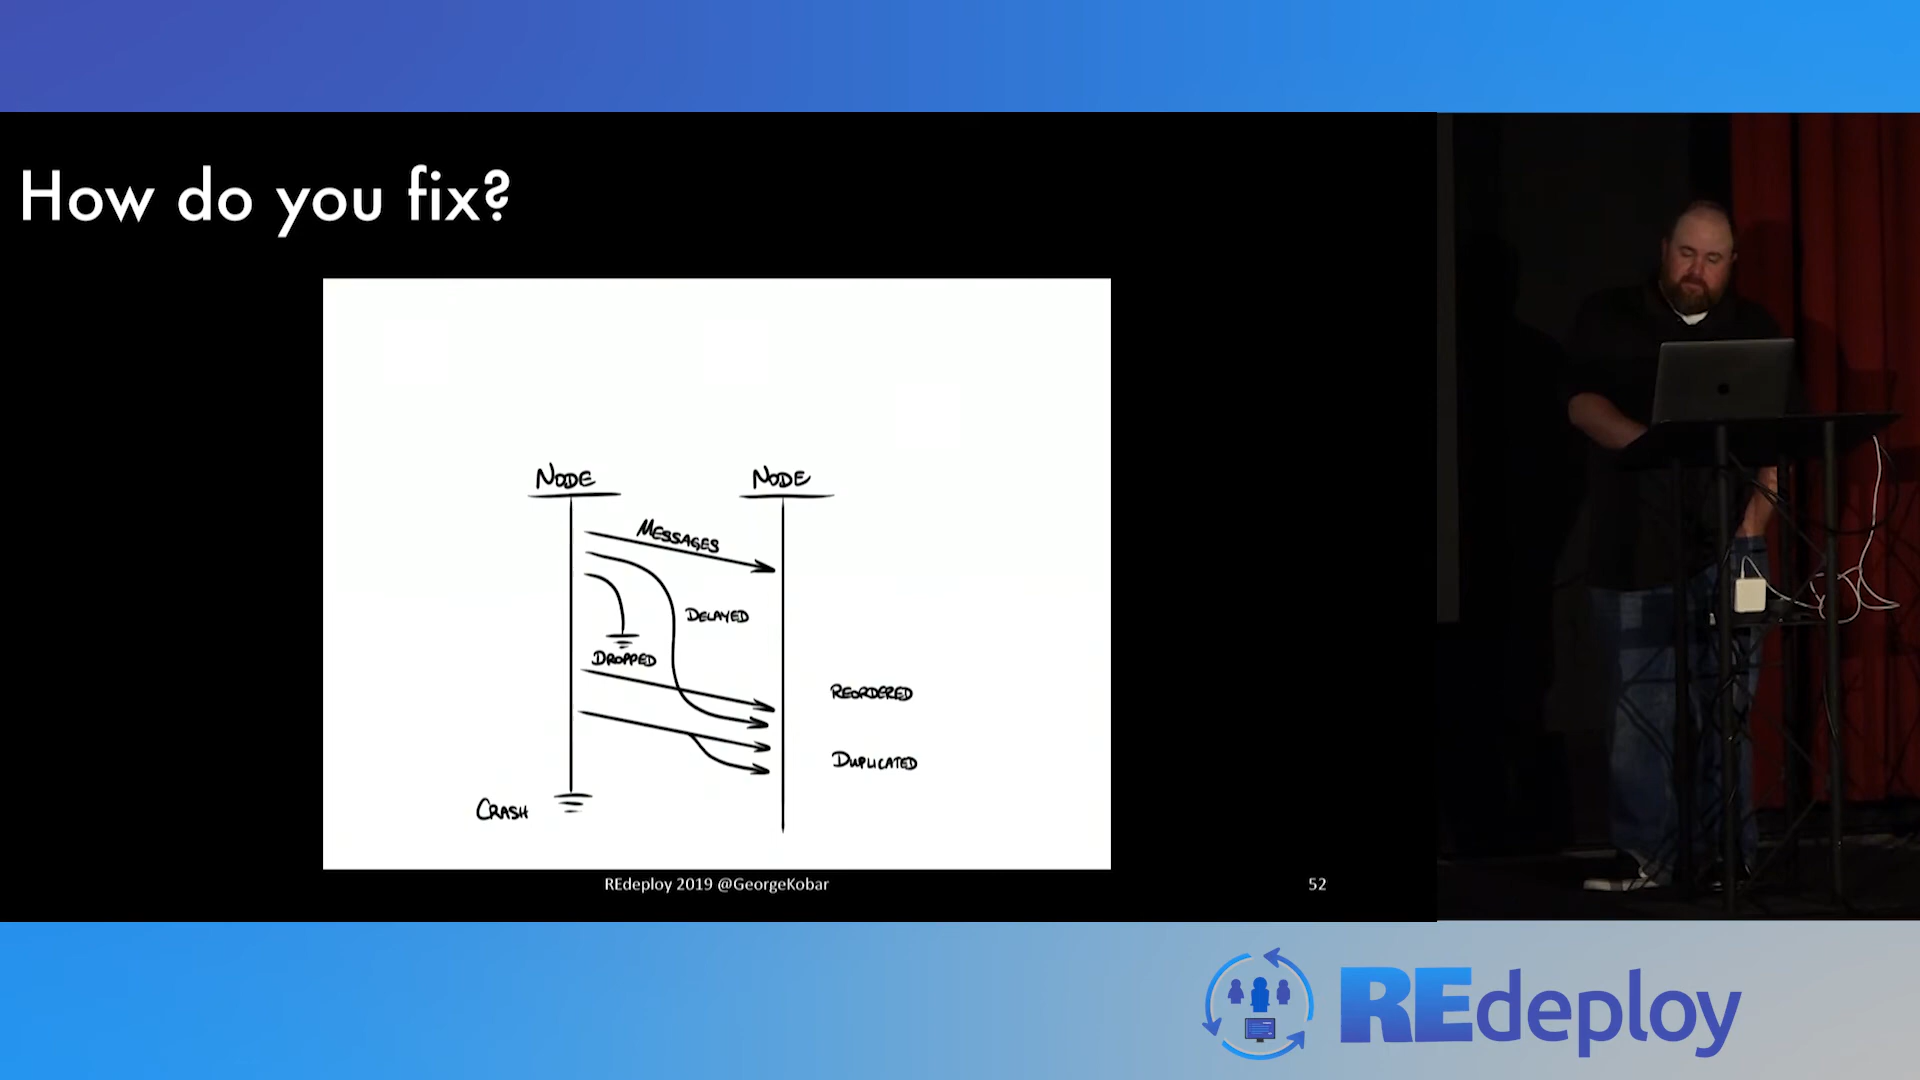 How do you fix?
NODE
NODE
MESSAGES
DELAYED
DROPPED
REORDERED
DUPLICATED
CRASH
REdeploy 2019 @GeorgeKobar
52
REdeploy